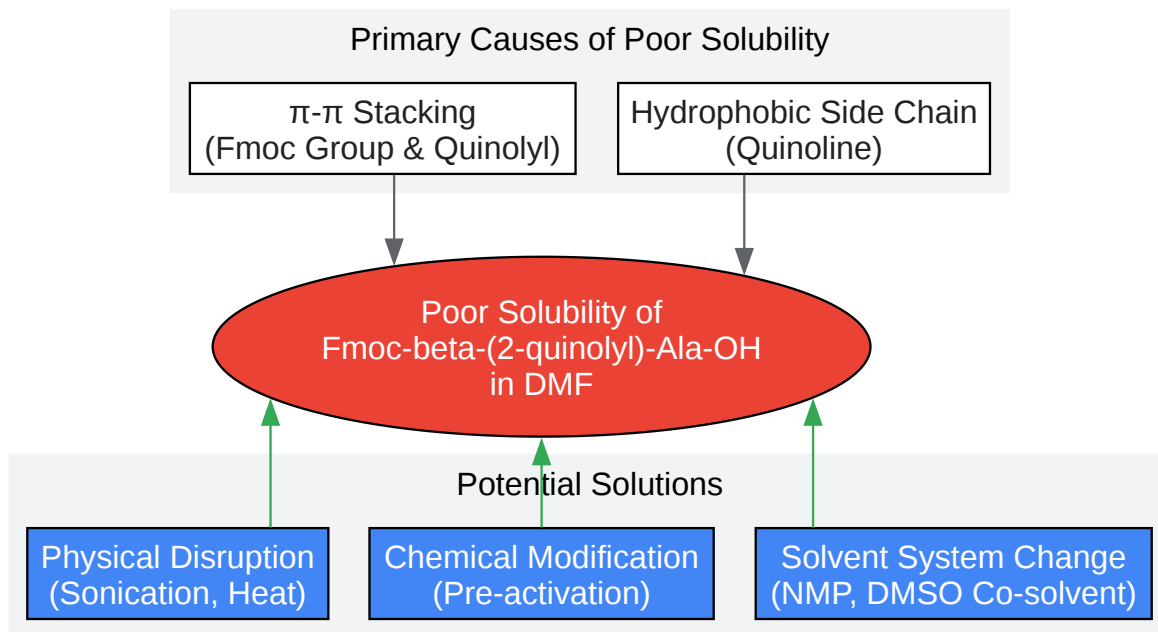 Primary Causes of Poor Solubility
π-π Stacking
(Fmoc Group & Quinolyl)
Hydrophobic Side Chain
(Quinoline)
Poor Solubility of
Fmoc-beta-(2-quinolyl)-Ala-OH
in DMF
Potential Solutions
Physical Disruption
(Sonication, Heat)
Chemical Modification
(Pre-activation)
Solvent System Change
(NMP, DMSO Co-solvent)